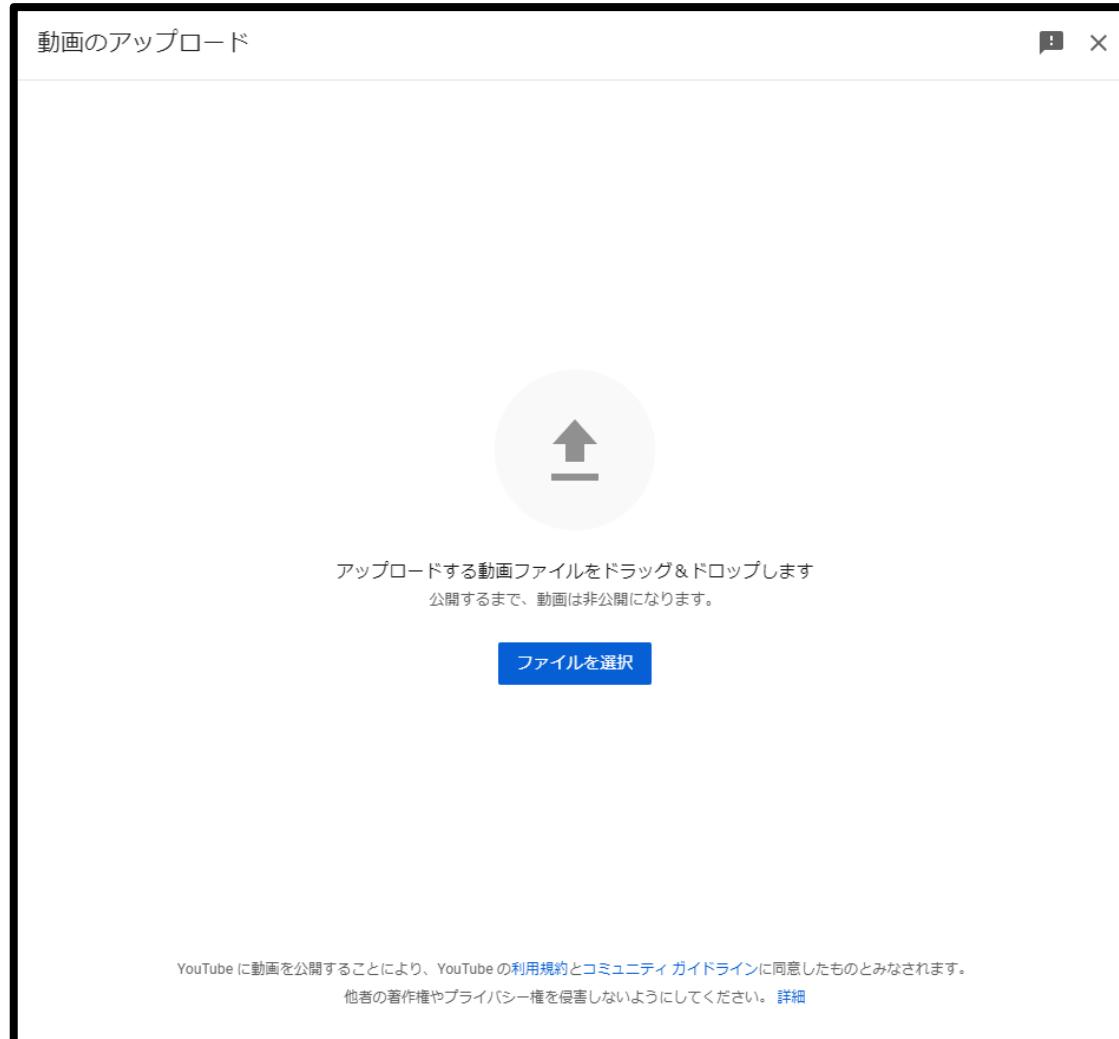 動画のアップロード
アップロードする動画ファイルをドラッグ&ドロップします
公開するまで、動画は非公開になります。
ファイルを選択
YouTube に動画を公開することにより、YouTube の利用規約とコミュニティ ガイドラインに同意したものとみなされます。
他者の著作権やプライバシー権を侵害しないようにしてください。 詳細